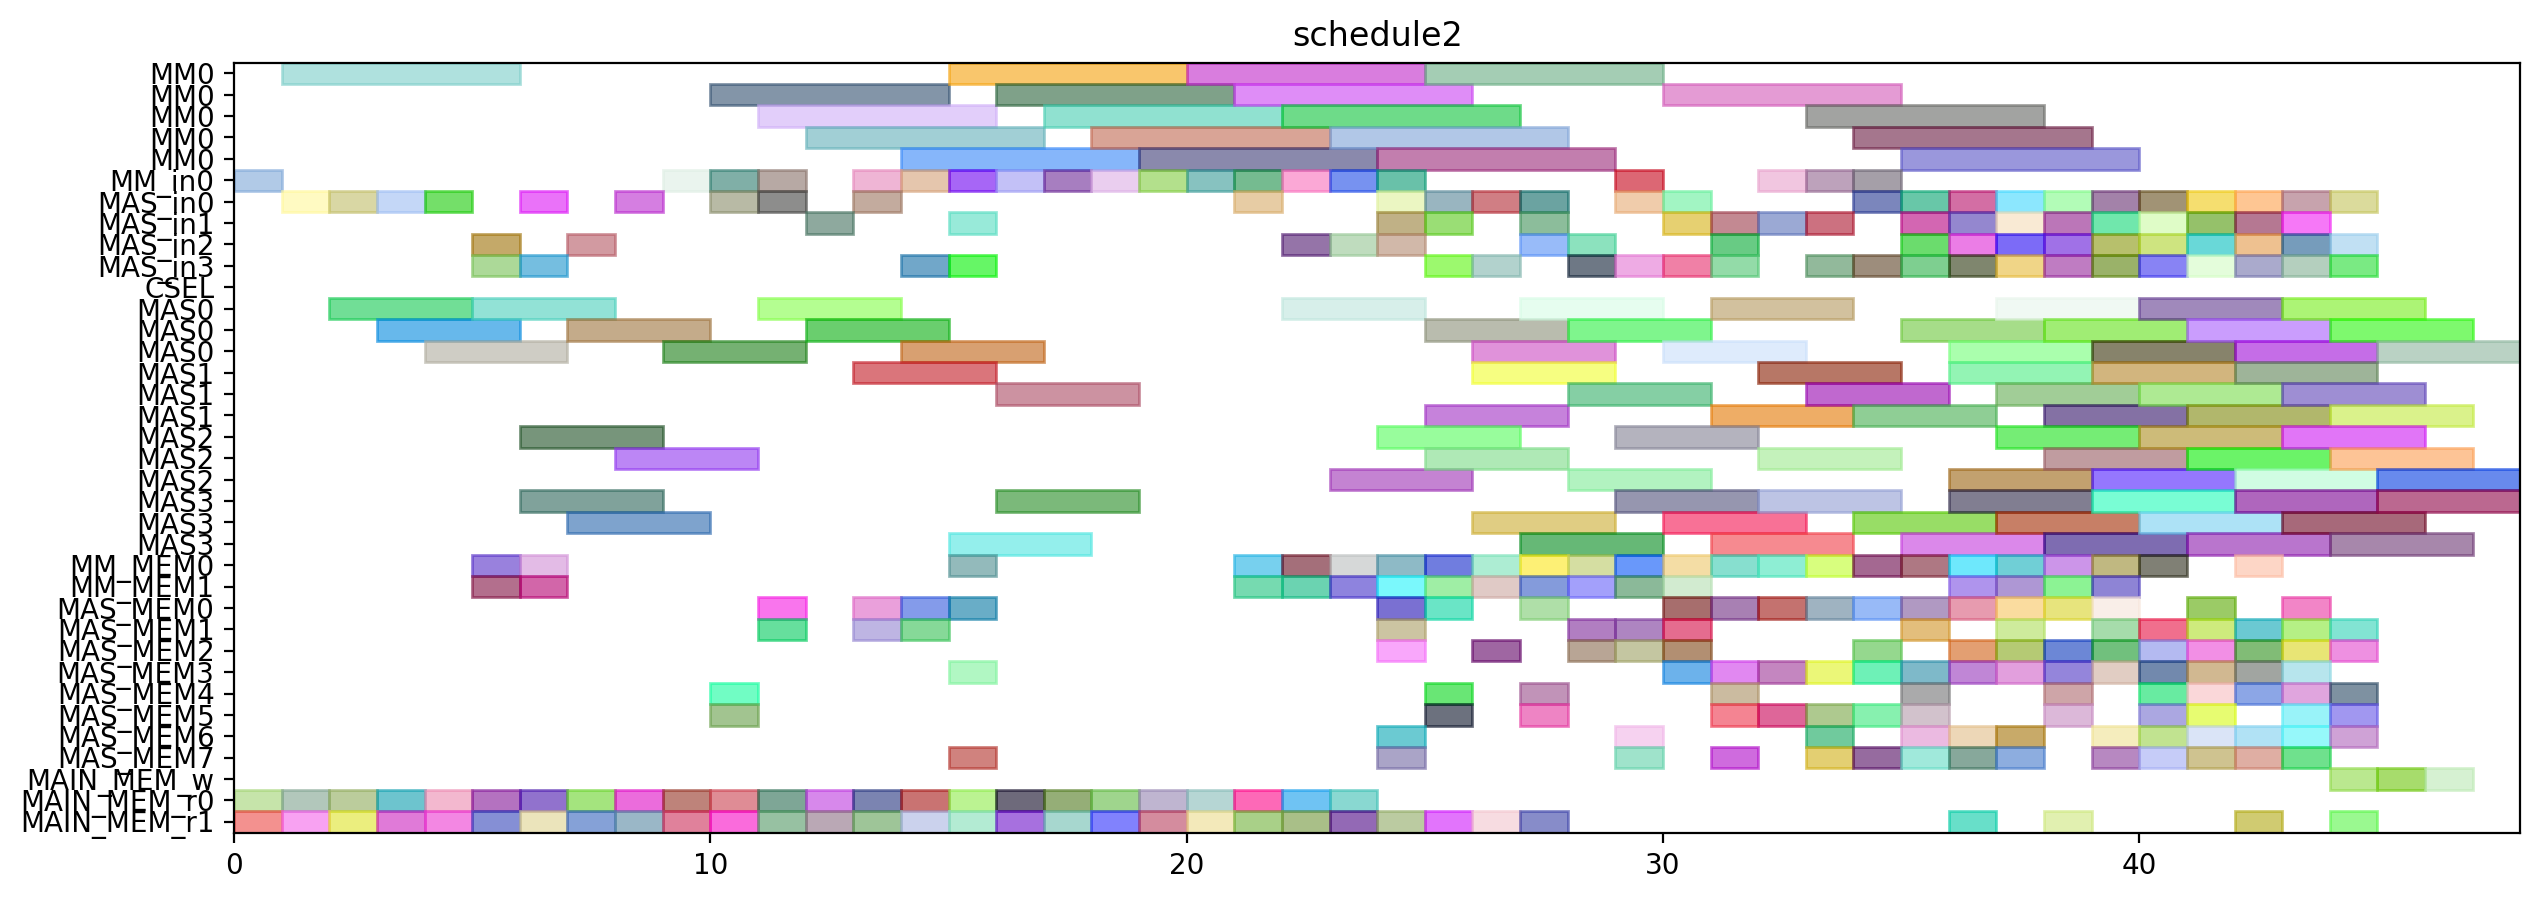 schedule2
MM0
MM0
MM0
MM0
MM0
MM_in0
MAS_in0
MAS_in1
MAS_in2
MAS_in3
CSEL
MAS0
MAS0
MAS0
MAS1
MAS1
MAS1
MAS2
MAS2
MAS2
MAS3
MAS3
MAS3
MM_MEM0
MM_MEM1
MAS_MEM0
MAS_MEM1
MAS_MEM2
MAS_MEM3
MAS_MEM4
MAS_MEM5
MAS_MEM6
MAS_MEM7
MAIN_MEM_w
MAIN_MEM_r0
MAIN_MEM_r1
0 10 20 30 40